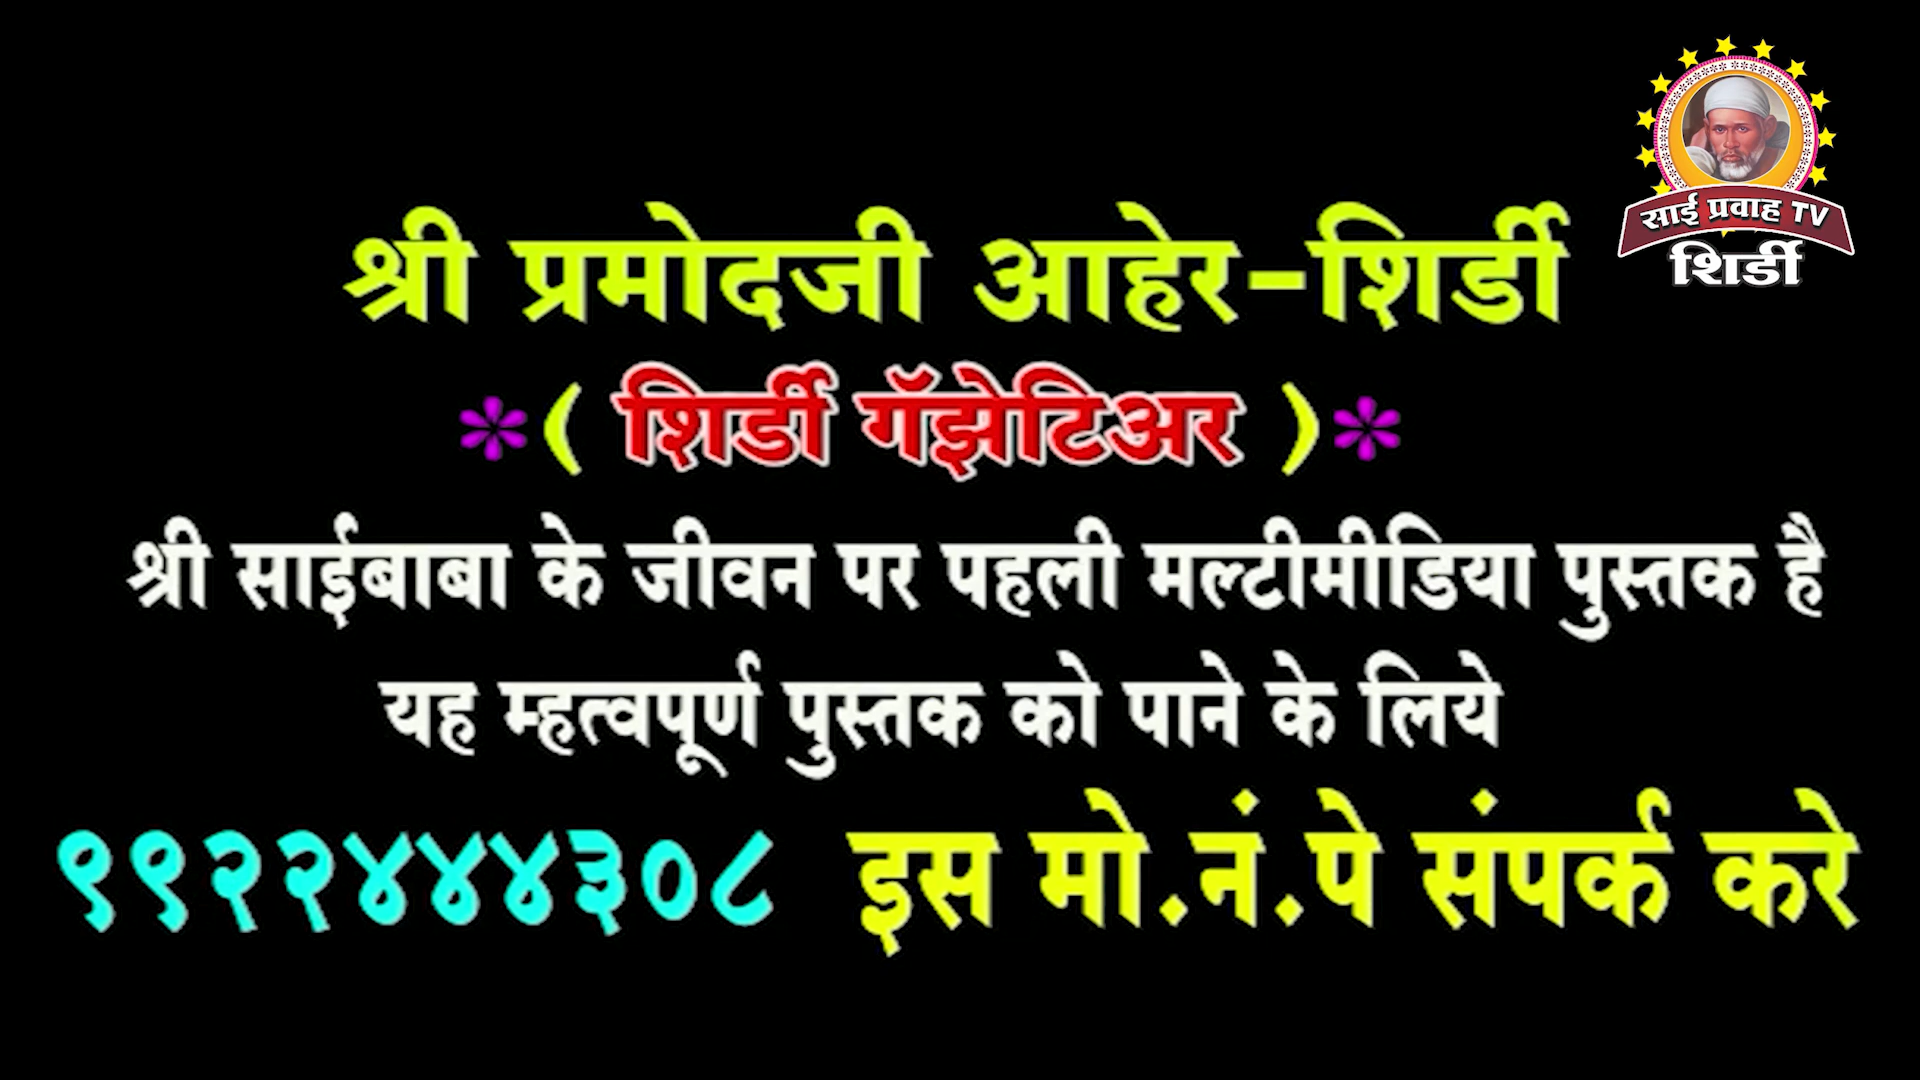 साई प्रवाह TV
शिर्डी
श्री प्रमोदजी आहेर-शिर्डी
*( शिर्डी गॅझेटिअर )*
श्री साईबाबा के जीवन पर पहली मल्टीमीडिया पुस्तक है
यह म्हत्वपूर्ण पुस्तक को पाने के लिये
९९२२४४४३०८ इस मो.नं.पे संपर्क करे